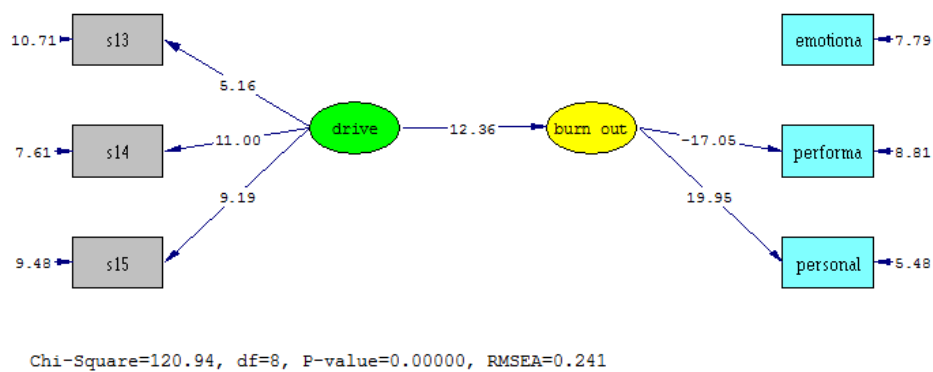 10.71 s13 emotiona 7.79
5.16
7.61 s14 11.00 drive 12.36 burn out -17.05 performa 8.81
9.19 19.95
9.48 s15 personal 5.48
Chi-Square=120.94, df=8, P-value=0.00000, RMSEA=0.241